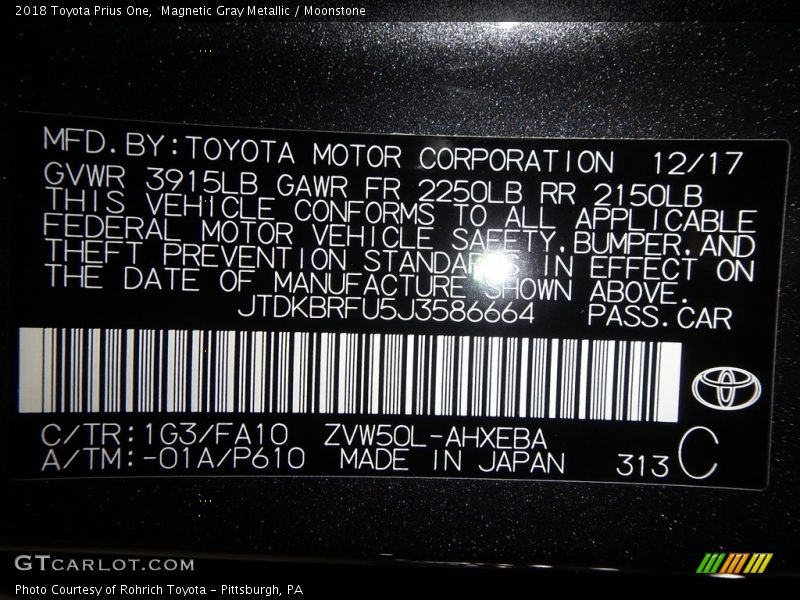 2018 Toyota Prius One, Magnetic Gray Metallic / Moonstone
MFD.BY:TOYOTA MOTOR CORPORATION 12/17
GVWR 3915LB GAWR FR 2250LB RR 2150LB
THIS VEHICLE CONFORMS TO ALL APPLICABLE
FEDERAL MOTOR VEHICLE SAFETY,BUMPER,AND
THEFT PREVENTION STANDARDS IN EFFECT ON
THE DATE OF MANUFACTURE SHOWN ABOVE.
JTDKBRFU5J3586664 PASS.CAR
C/TR:1G3/FA10 ZVW50L-AHXEBA
A/TM:-01A/P610 MADE IN JAPAN 313 C
GTCARLOT.COM
Photo Courtesy of Rohrich Toyota - Pittsburgh, PA